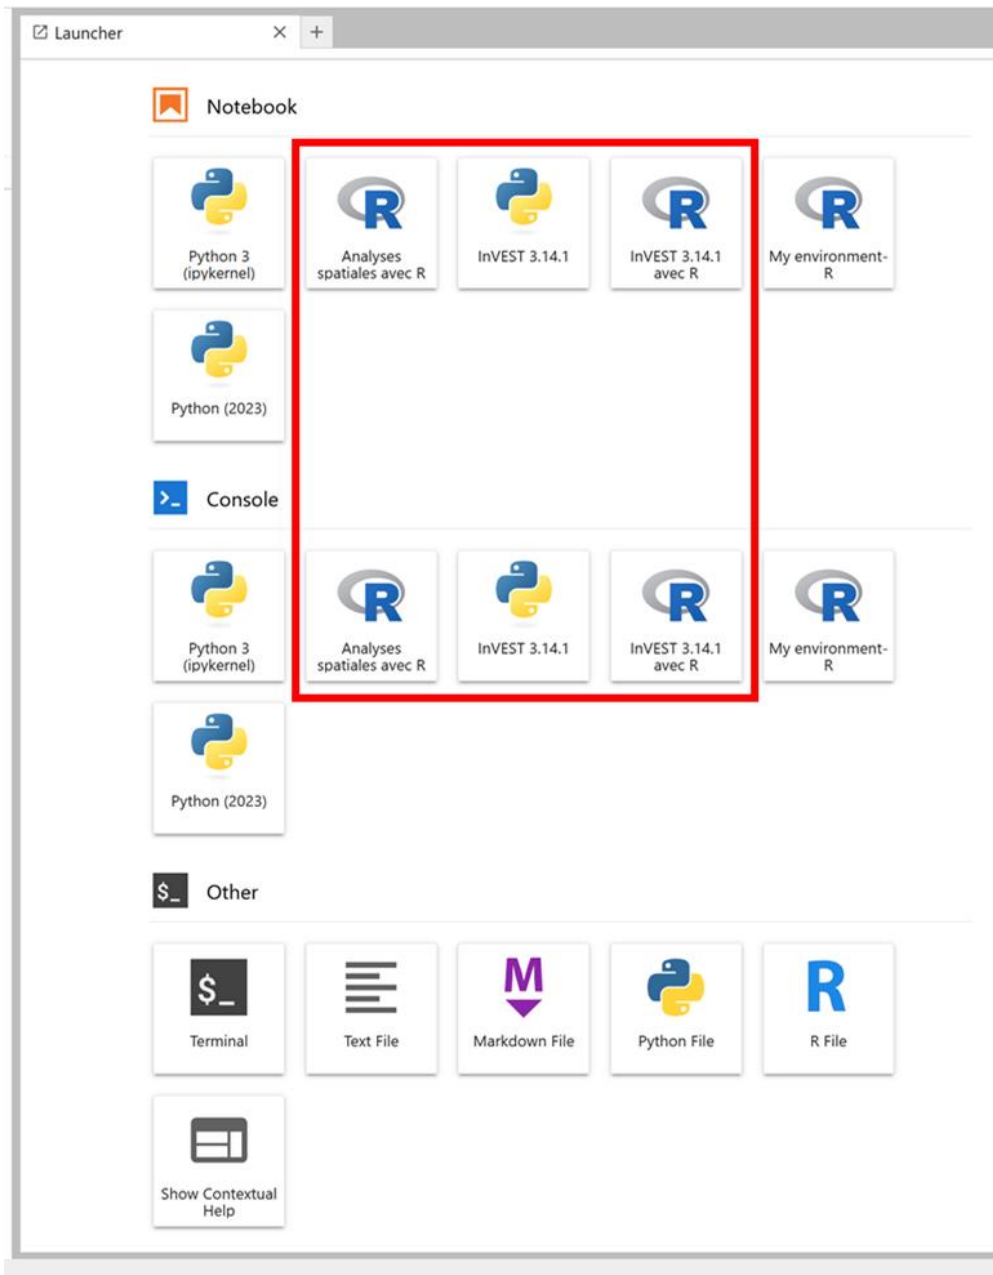 Launcher
Notebook
Python 3
(ipykernel)
Analyses
spatiales avec R
InVEST 3.14.1
InVEST 3.14.1
avec R
My environment-
R
Python (2023)
Console
Python 3
(ipykernel)
Analyses
spatiales avec R
InVEST 3.14.1
InVEST 3.14.1
avec R
My environment-
R
Python (2023)
$_ Other
$_
Terminal
Text File
M
Markdown File
Python File
R
R File
Show Contextual
Help